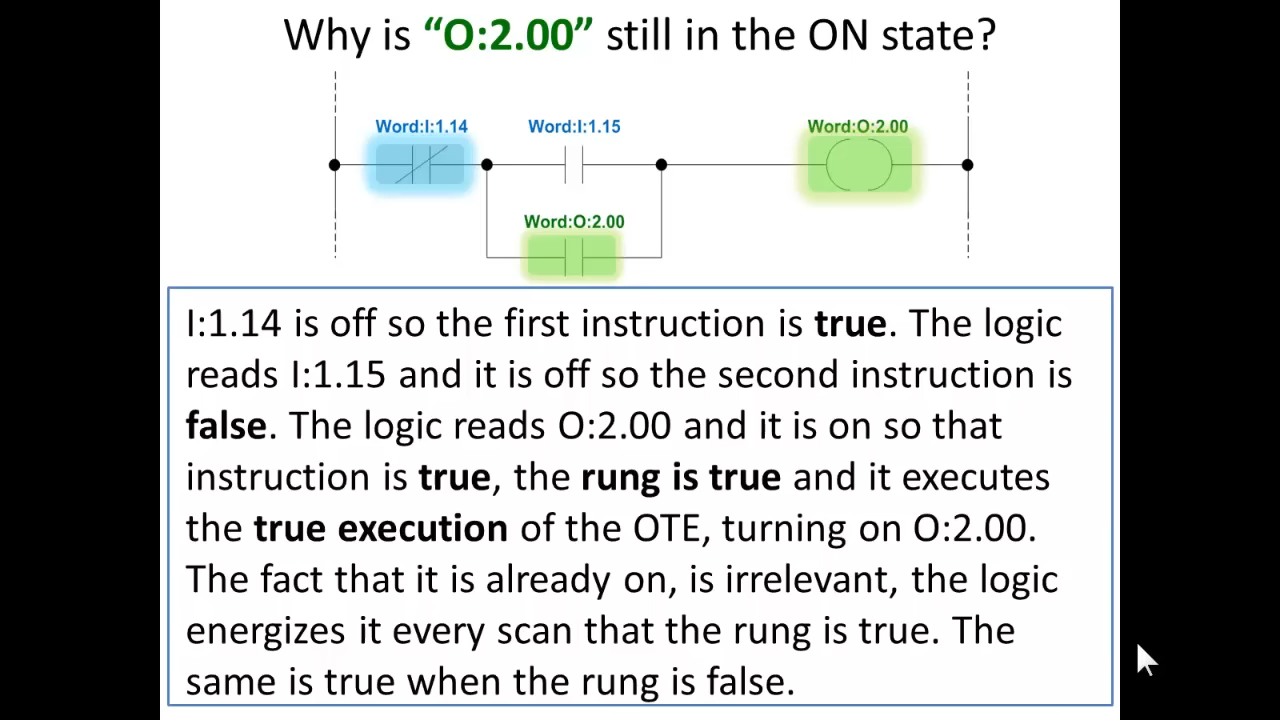 Why is “O:2.00” still in the ON state?
Word:I:1.14 Word:I:1.15 Word:O:2.00
Word:O:2.00
I:1.14 is off so the first instruction is true. The logic
reads I:1.15 and it is off so the second instruction is
false. The logic reads O:2.00 and it is on so that
instruction is true, the rung is true and it executes
the true execution of the OTE, turning on O:2.00.
The fact that it is already on, is irrelevant, the logic
energizes it every scan that the rung is true. The
same is true when the rung is false.